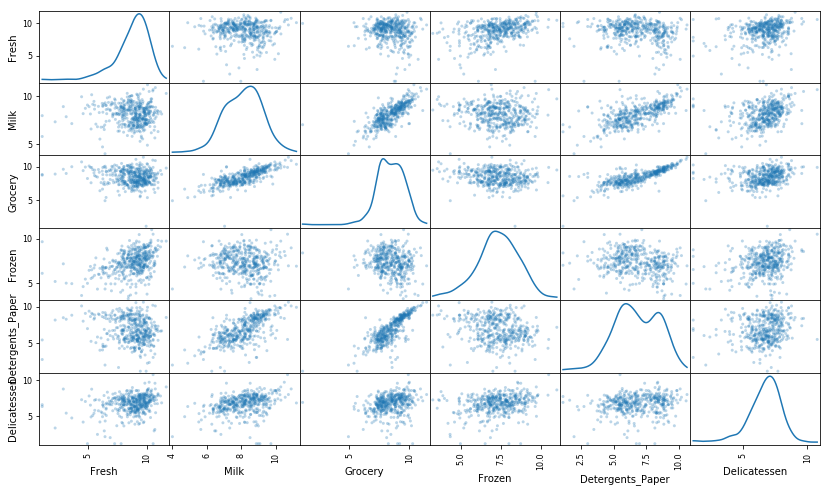 Fresh
10
5
Milk
10
5
Grocery
10
5
Frozen
10
5
Detergents_Paper
10
5
Delicatessen
10
5
5 10
4 6 8 10
5 10
5.0 7.5 10.0
2.5 5.0 7.5 10.0
5 10
Fresh Milk Grocery Frozen Detergents_Paper Delicatessen